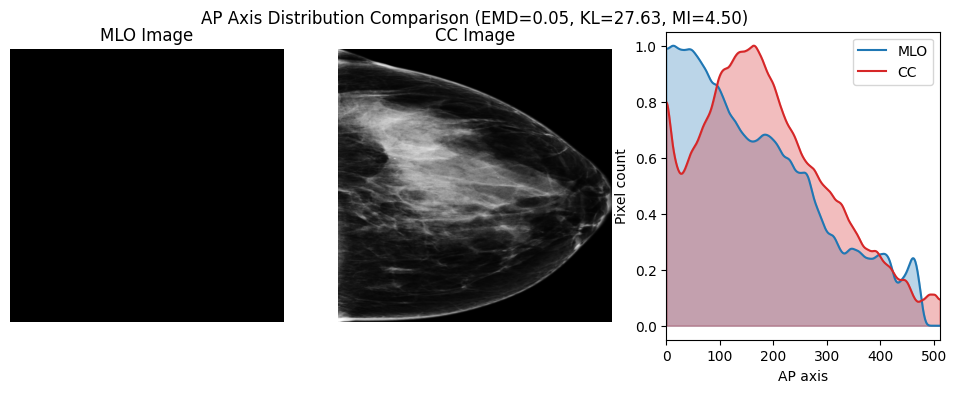 AP Axis Distribution Comparison (EMD=0.05, KL=27.63, MI=4.50)
MLO Image
CC Image
MLO
CC
Pixel count
1.0
0.8
0.6
0.4
0.2
0.0
0 100 200 300 400 500
AP axis